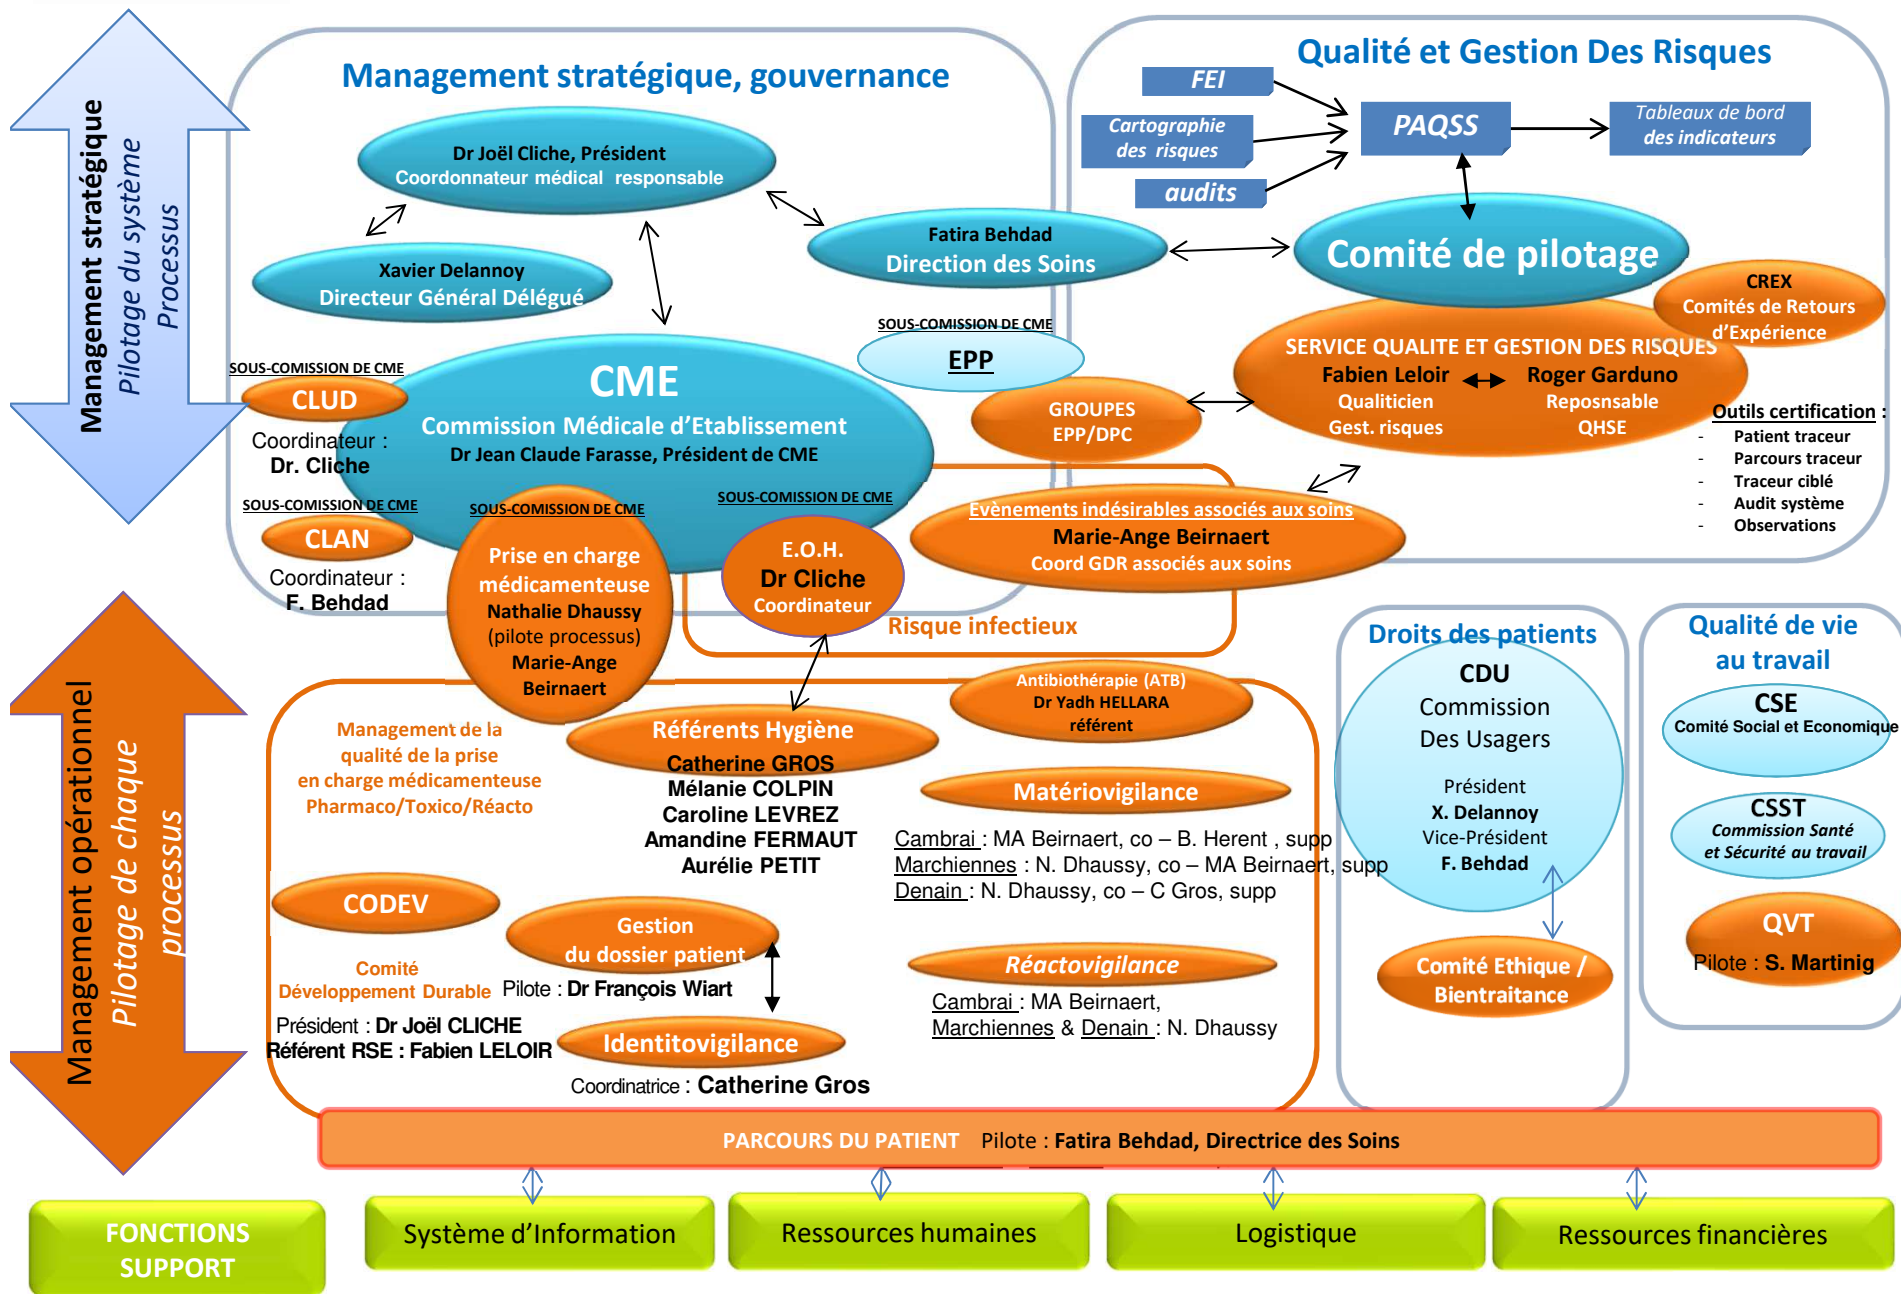 Management stratégique
Pilotage du système
Processus
Management stratégique, gouvernance
Dr Joël Cliche, Président
Coordonnateur médical responsable
Xavier Delannoy
Directeur Général Délégué
Fatira Behdad
Direction des Soins
SOUS-COMISSION DE CME
EPP
SOUS-COMISSION DE CME
CLUD
Coordinateur :
Dr. Cliche
CME
Commission Médicale d'Etablissement
Dr Jean Claude Farasse, Président de CME
SOUS-COMISSION DE CME
CLAN
Coordinateur :
F. Behdad
SOUS-COMISSION DE CME
Prise en charge
médicamenteuse
Nathalie Dhaussy
(pilote processus)
Marie-Ange
Beirnaert
SOUS-COMISSION DE CME
E.O.H.
Dr Cliche
Coordinateur
Qualité et Gestion Des Risques
FEI
Cartographie
des risques
audits
PAQSS
Tableaux de bord
des indicateurs
Comité de pilotage
CREX
Comités de Retours
d'Expérience
SERVICE QUALITE ET GESTION DES RISQUES
Fabien Leloir
Qualiticien
Gest. risques
Roger Garduno
Reposnsable
QHSE
GROUPES
EPP/DPC
Outils certification :
- Patient traceur
- Parcours traceur
- Traceur ciblé
- Audit système
- Observations
Evènements indésirables associés aux soins
Marie-Ange Beirnaert
Coord GDR associés aux soins
Risque infectieux
Management opérationnel
Pilotage de chaque
processus
Management de la
qualité de la prise
en charge médicamenteuse
Pharmaco/Toxico/Réacto
Référents Hygiène
Catherine GROS
Mélanie COLPIN
Caroline LEVREZ
Amandine FERMAUT
Aurélie PETIT
Antibiothérapie (ATB)
Dr Yadh HELLARA
référent
Matériovigilance
Cambrai : MA Beirnaert, co – B. Herent , supp
Marchiennes : N. Dhaussy, co – MA Beirnaert, supp
Denain : N. Dhaussy, co – C Gros, supp
CODEV
Comité
Développement Durable
Président : Dr Joël CLICHE
Référent RSE : Fabien LELOIR
Gestion
du dossier patient
Pilote : Dr François Wiart
Identitovigilance
Coordinatrice : Catherine Gros
Réactovigilance
Cambrai : MA Beirnaert,
Marchiennes & Denain : N. Dhaussy
Droits des patients
CDU
Commission
Des Usagers
Président
X. Delannoy
Vice-Président
F. Behdad
Comité Ethique /
Bientraitance
Qualité de vie
au travail
CSE
Comité Social et Economique
CSST
Commission Santé
et Sécurité au travail
QVT
Pilote : S. Martinig
PARCOURS DU PATIENT Pilote : Fatira Behdad, Directrice des Soins
FONCTIONS
SUPPORT
Système d'Information
Ressources humaines
Logistique
Ressources financières